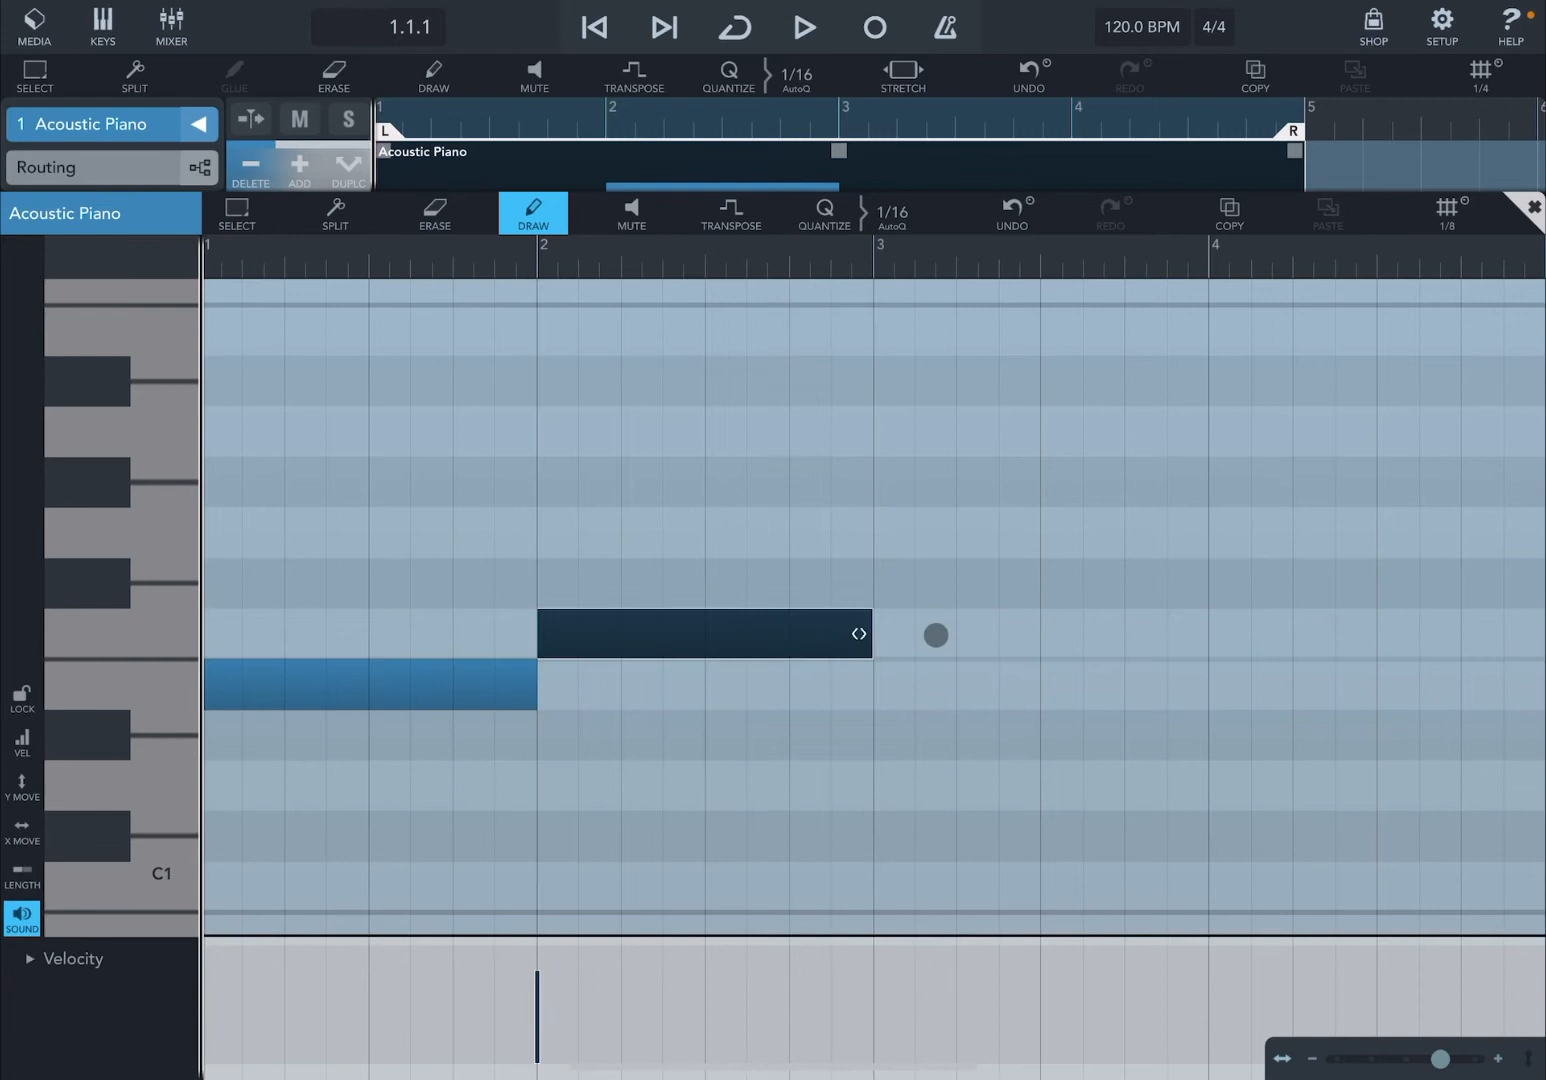 1.1.1
120.0 BPM
4/4
MEDIA
KEYS
MIXER
SHOP
SETUP
HELP
SELECT
SPLIT
GLUE
ERASE
DRAW
MUTE
TRANSPOSE
QUANTIZE
1/16
AutoQ
STRETCH
UNDO
REDO
COPY
PASTE
1/4
1 Acoustic Piano
M
S
1
2
3
4
5
6
L
R
Acoustic Piano
Routing
DELETE
ADD
DUPLC
Acoustic Piano
SELECT
SPLIT
ERASE
DRAW
MUTE
TRANSPOSE
QUANTIZE
1/16
AutoQ
UNDO
REDO
COPY
PASTE
1/8
1
2
3
4
LOCK
VEL
Y MOVE
X MOVE
LENGTH
SOUND
C1
Velocity